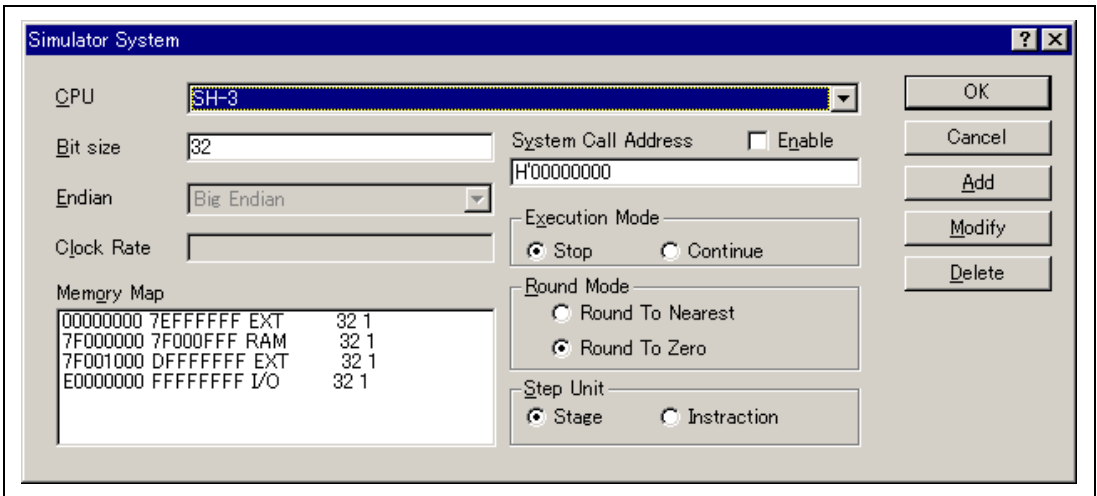 Simulator System
CPU
SH-3
Bit size
32
Endian
Big Endian
Clock Rate
Memory Map
00000000 7EFFFFFF EXT 32 1
7F000000 7F000FFF RAM 32 1
7F001000 DFFFFFFF EXT 32 1
E0000000 FFFFFFFF I/O 32 1
System Call Address
Enable
H'00000000
Execution Mode
Stop
Continue
Round Mode
Round To Nearest
Round To Zero
Step Unit
Stage
Instraction
OK
Cancel
Add
Modify
Delete